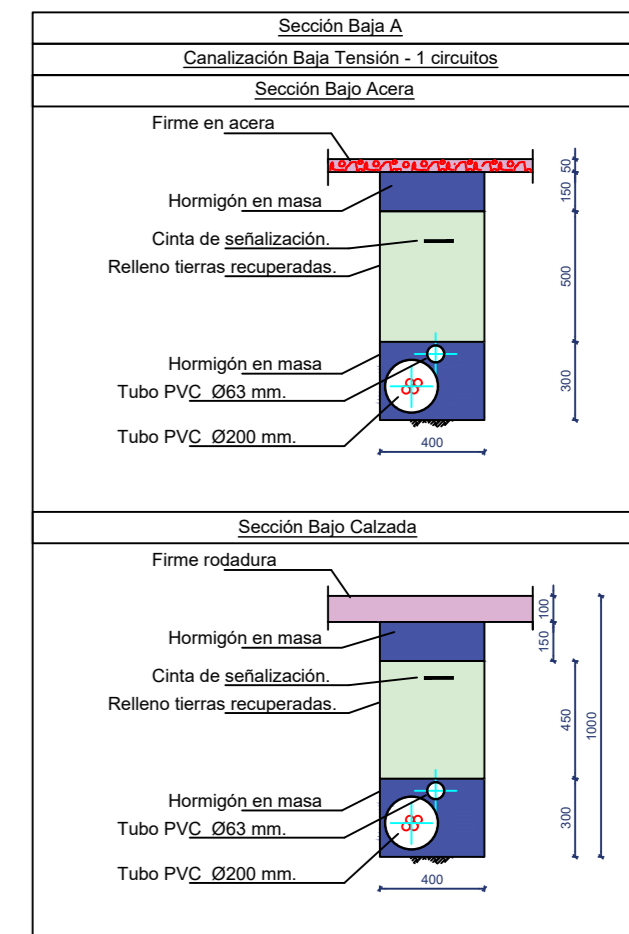 Sección Baja A
Canalización Baja Tensión - 1 circuitos
Sección Bajo Acera
Firme en acera
50
150
Hormigón en masa
Cinta de señalización.
Relleno tierras recuperadas.
500
Hormigón en masa
Tubo PVC Ø63 mm.
300
Tubo PVC Ø200 mm.
400
Sección Bajo Calzada
Firme rodadura
100
150
Hormigón en masa
Cinta de señalización.
Relleno tierras recuperadas.
450
1000
Hormigón en masa
Tubo PVC Ø63 mm.
300
Tubo PVC Ø200 mm.
400